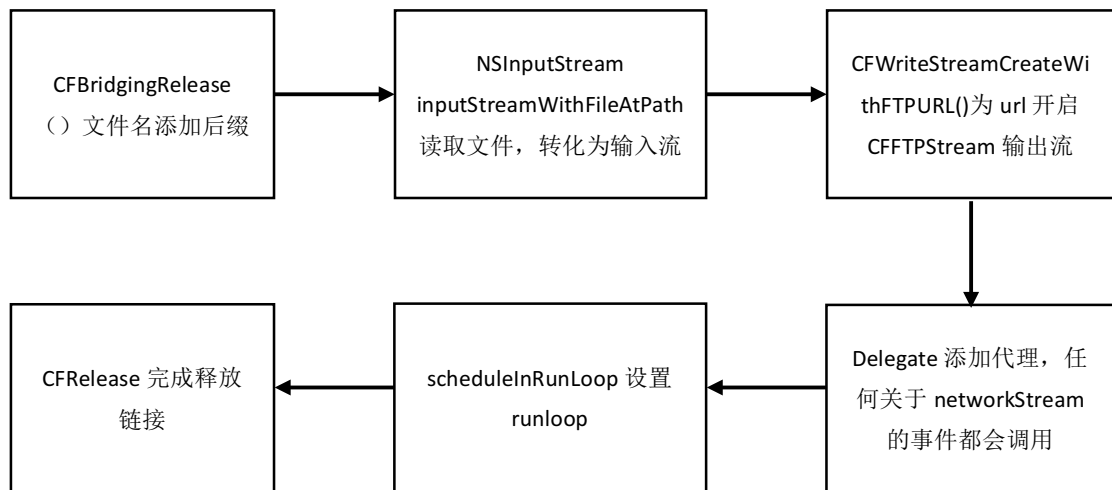 CFBridgingRelease
（）文件名添加后缀
NSInputStream
inputStreamWithFileAtPath
读取文件，转化为输入流
CFWriteStreamCreateWi
thFTPURL()为 url 开启
CFFTPStream 输出流
Delegate 添加代理，任
何关于 networkStream
的事件都会调用
scheduleInRunLoop 设置
runloop
CFRelease 完成释放
链接